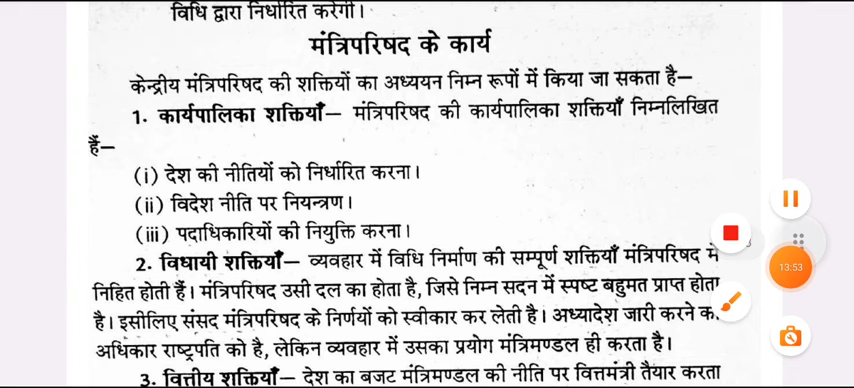 विधि द्वारा निर्धारित करेगी।
मंत्रिपरिषद के कार्य
केन्द्रीय मंत्रिपरिषद की शक्तियों का अध्ययन निम्न रूपों में किया जा सकता है—
1. कार्यपालिका शक्तियाँ— मंत्रिपरिषद की कार्यपालिका शक्तियाँ निम्नलिखित
हैं—
(i) देश की नीतियों को निर्धारित करना।
(ii) विदेश नीति पर नियन्त्रण।
(iii) पदाधिकारियों की नियुक्ति करना।
2. विधायी शक्तियाँ— व्यवहार में विधि निर्माण की सम्पूर्ण शक्तियाँ मंत्रिपरिषद में
निहित होती हैं। मंत्रिपरिषद उसी दल का होता है, जिसे निम्न सदन में स्पष्ट बहुमत प्राप्त होता
है। इसीलिए संसद मंत्रिपरिषद के निर्णयों को स्वीकार कर लेती है। अध्यादेश जारी करने का
अधिकार राष्ट्रपति को है, लेकिन व्यवहार में उसका प्रयोग मंत्रिमण्डल ही करता है।
3. वित्तीय शक्तियाँ— देश का बजट मंत्रिमण्डल की नीति पर वित्तमंत्री तैयार करता
13:53